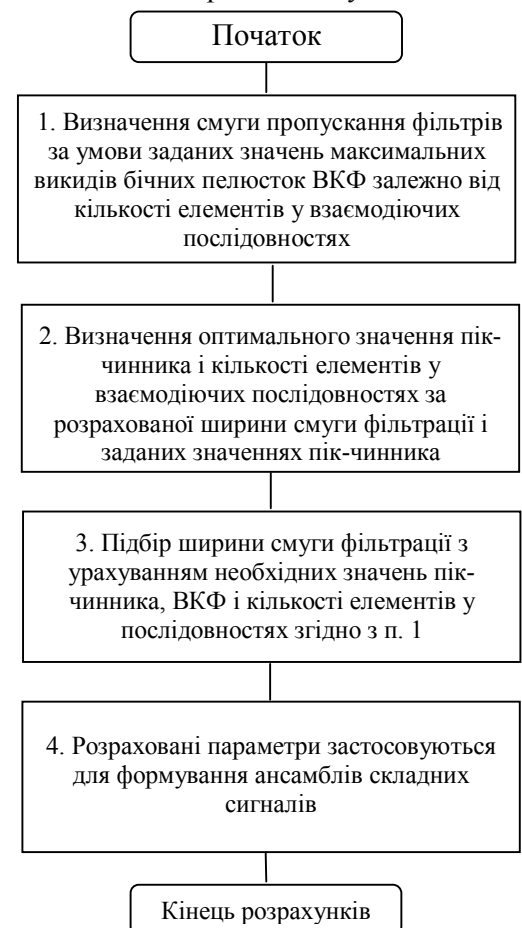 Початок
1. Визначення смуги пропускання фільтрів
за умови заданих значень максимальних
викидів бічних пелюсток ВКФ залежно від
кількості елементів у взаємодіючих
послідовностях
2. Визначення оптимального значення пік-
чинника і кількості елементів у
взаємодіючих послідовностях за
розрахованої ширини смуги фільтрації і
заданих значеннях пік-чинника
3. Підбір ширини смуги фільтрації з
урахуванням необхідних значень пік-
чинника, ВКФ і кількості елементів у
послідовностях згідно з п. 1
4. Розраховані параметри застосовуються
для формування ансамблів складних
сигналів
Кінець розрахунків